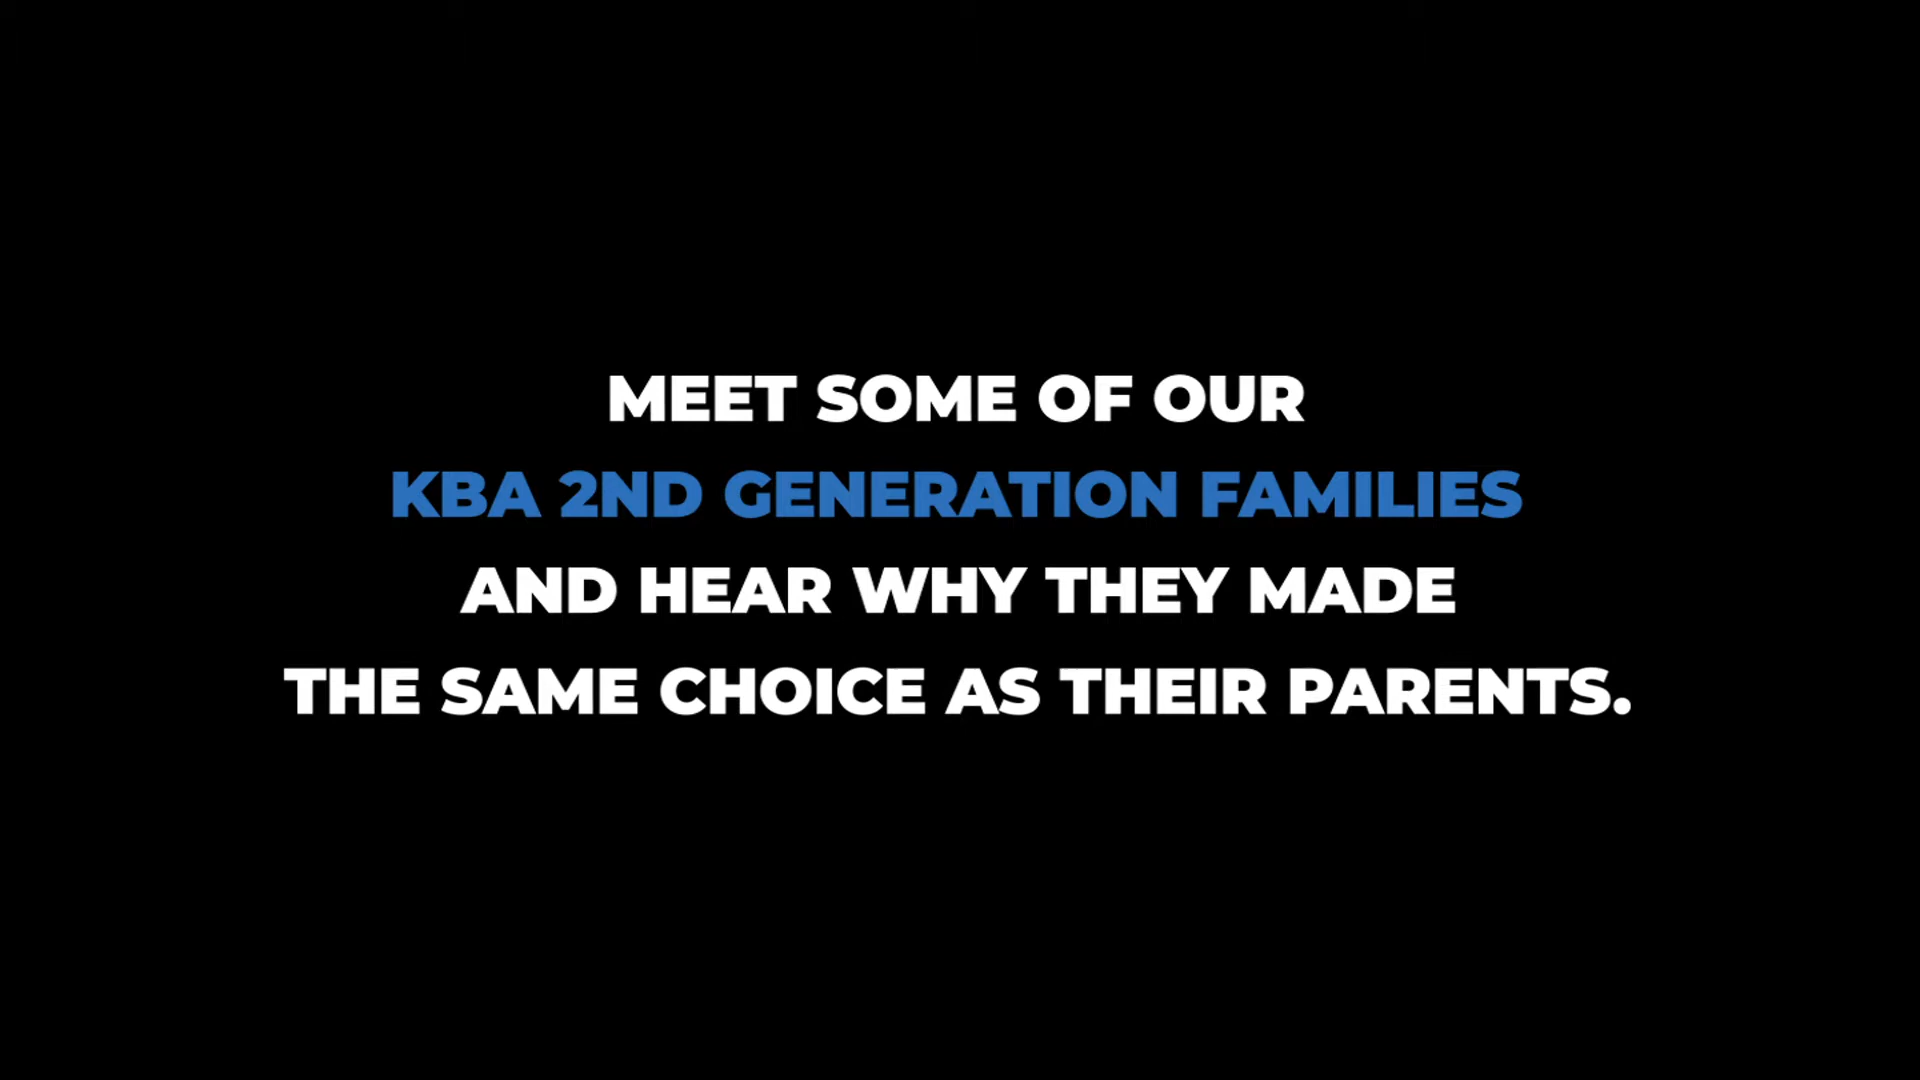 MEET SOME OF OUR
KBA 2ND GENERATION FAMILIES
AND HEAR WHY THEY MADE
THE SAME CHOICE AS THEIR PARENTS.